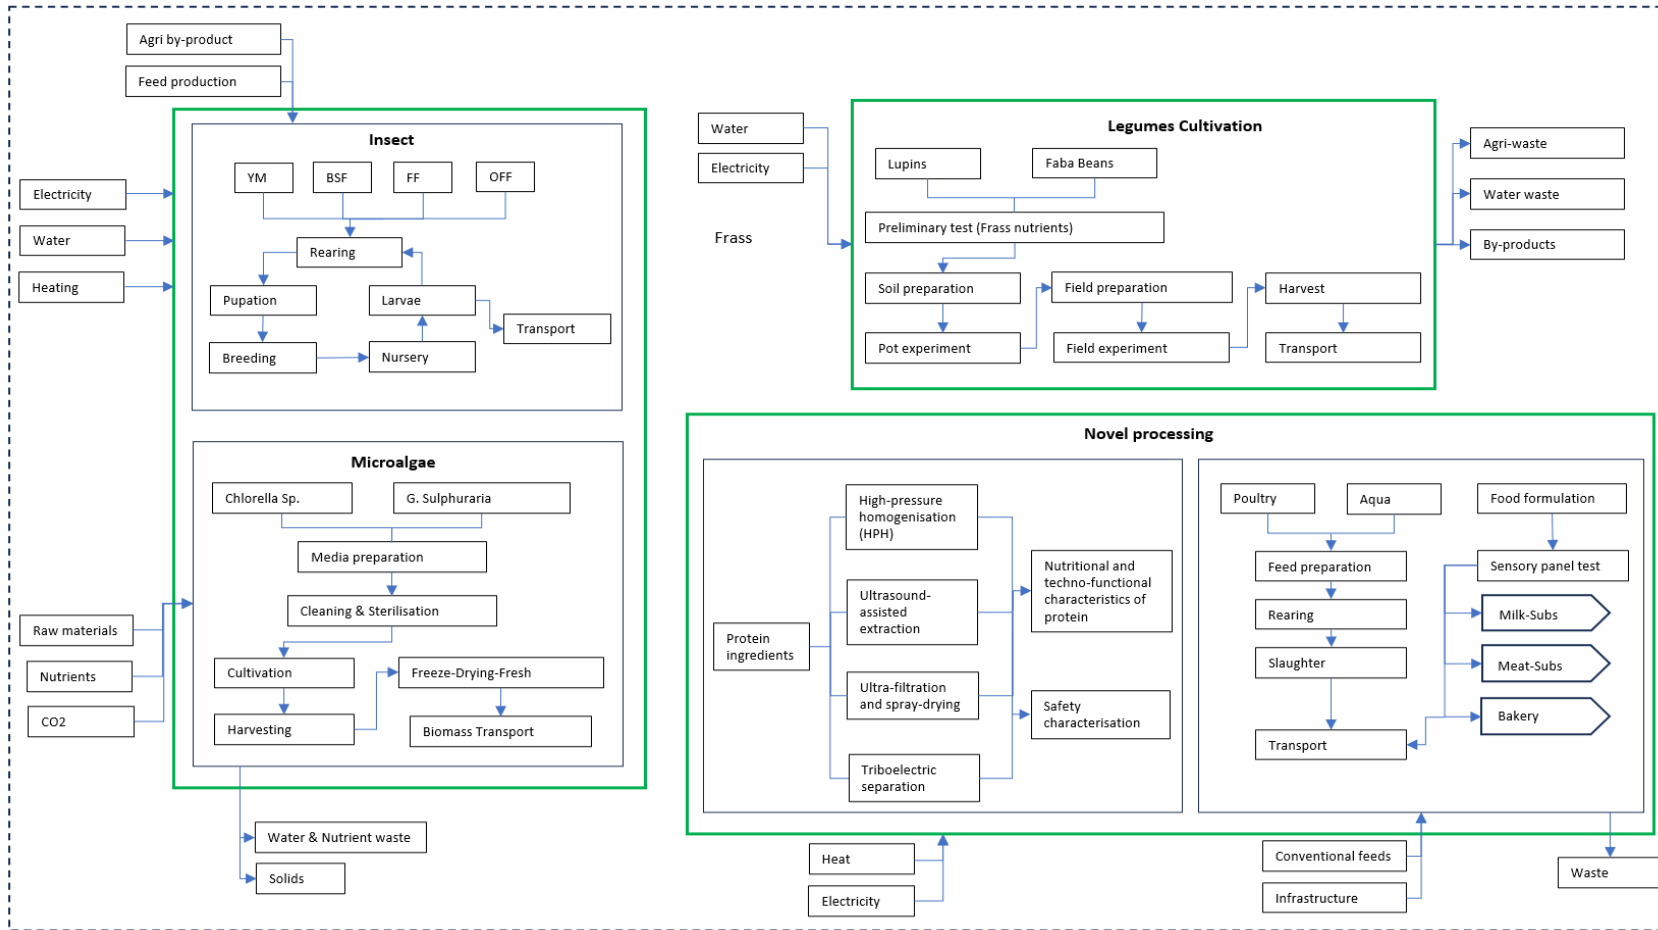 Agri by-product
Feed production
Electricity
Water
Heating
Insect
YM
BSF
FF
OFF
Rearing
Pupation
Larvae
Transport
Breeding
Nursery
Microalgae
Chlorella Sp.
G. Sulphuraria
Media preparation
Cleaning & Sterilisation
Cultivation
Freeze-Drying-Fresh
Harvesting
Biomass Transport
Raw materials
Nutrients
CO2
Water & Nutrient waste
Solids
Water
Electricity
Frass
Legumes Cultivation
Lupins
Faba Beans
Preliminary test (Frass nutrients)
Soil preparation
Field preparation
Harvest
Pot experiment
Field experiment
Transport
Agri-waste
Water waste
By-products
Novel processing
Protein
ingredients
High-pressure
homogenisation
(HPH)
Ultrasound-
assisted
extraction
Ultra-filtration
and spray-drying
Triboelectric
separation
Nutritional and
techno-functional
characteristics of
protein
Safety
characterisation
Poultry
Aqua
Food formulation
Feed preparation
Sensory panel test
Rearing
Milk-Subs
Slaughter
Meat-Subs
Bakery
Transport
Heat
Electricity
Conventional feeds
Infrastructure
Waste